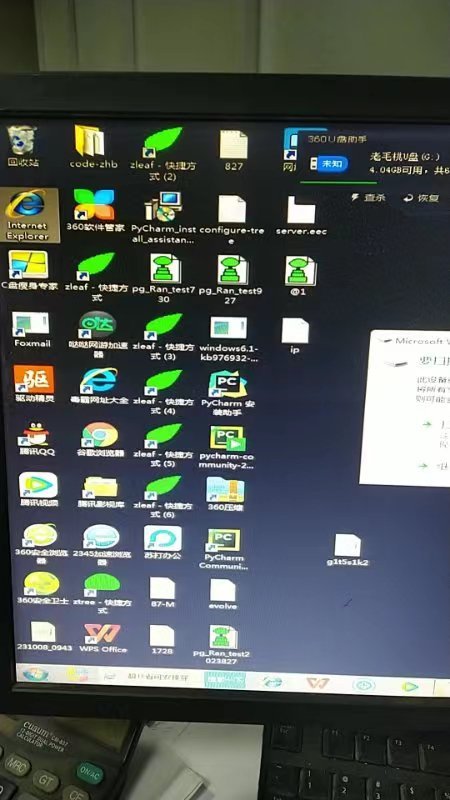 360U盘助手
未知
老毛桃U盘(G:)
4.04GB可用，共6
查杀
恢复
回收站
code-zhb
zleaf - 快捷方
式 (2)
827
Internet
Explorer
360软件管家
PyCharm_inst
all_assistan...
configure-tre
e
server.eec
C盘瘦身专家
zleaf - 快捷方
式
pg_Ran_test7
30
pg_Ran_test9
27
@1
Foxmail
哒哒网游加速
器
zleaf - 快捷方
式 (3)
windows6.1-
kb976932-...
ip
Microsoft
驱
驱动精灵
毒霸网址大全
zleaf - 快捷方
式 (4)
PyCharm 安
装助手
腾讯QQ
谷歌浏览器
zleaf - 快捷方
式 (5)
pycharm-co
mmunity-2...
腾讯视频
腾讯影视库
zleaf - 快捷方
式 (6)
360压缩
360安全浏览
器
2345加速浏览
器
苏打办公
PyCharm
Communi...
g1t5s1k2
360安全卫士
ztree - 快捷方
式
87-M
evolve
231008_0943
WPS Office
1728
pg_Ran_test2
023827
CALCULATOR
MRC
GT
CE
ONAC